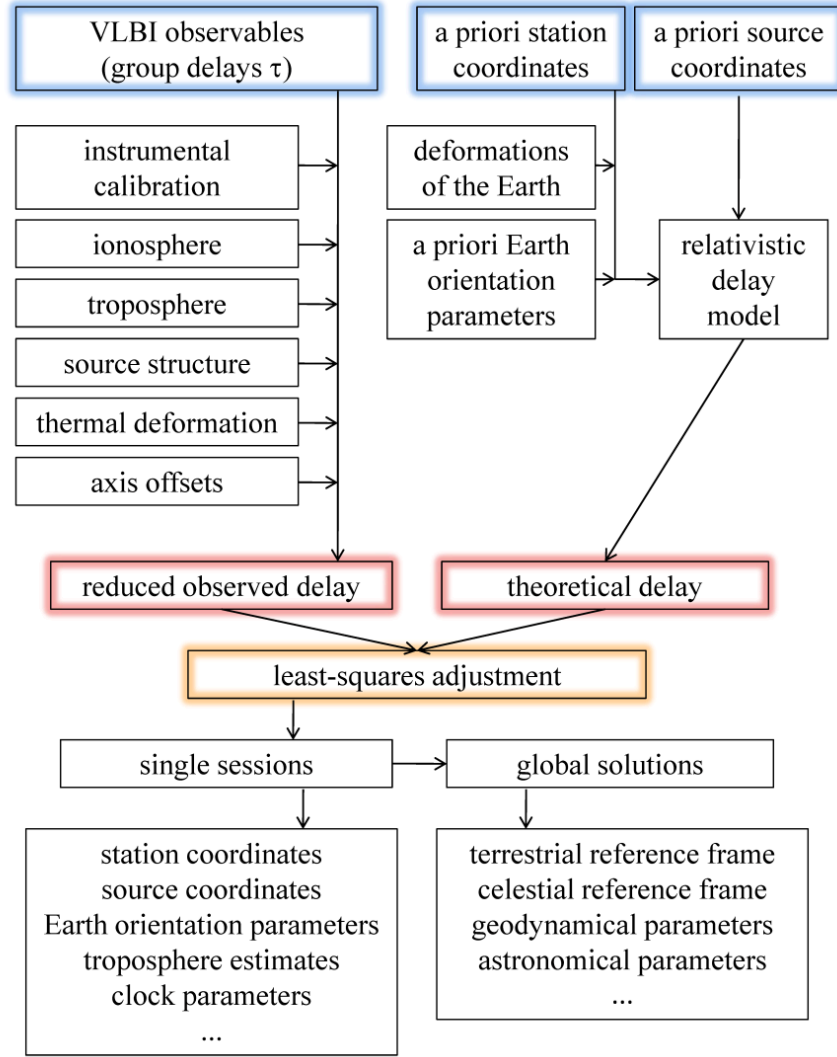 VLBI observables
(group delays τ)
a priori station
coordinates
a priori source
coordinates
instrumental
calibration
ionosphere
troposphere
source structure
thermal deformation
axis offsets
deformations
of the Earth
a priori Earth
orientation
parameters
relativistic
delay
model
reduced observed delay
theoretical delay
least-squares adjustment
single sessions
global solutions
station coordinates
source coordinates
Earth orientation parameters
troposphere estimates
clock parameters
...
terrestrial reference frame
celestial reference frame
geodynamical parameters
astronomical parameters
...